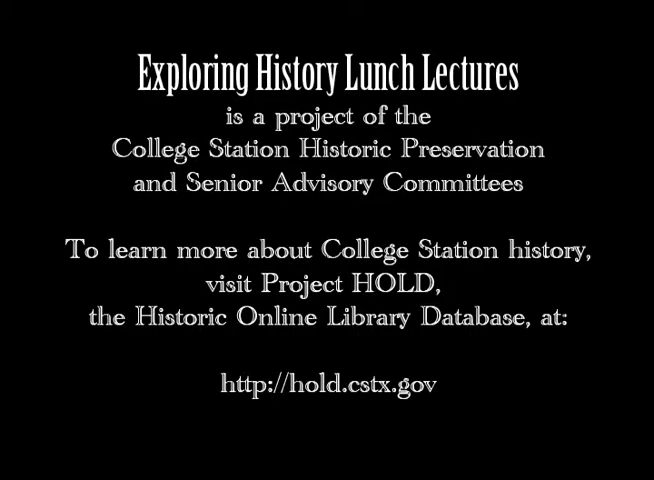 Exploring History Lunch Lectures
is a project of the
College Station Historic Preservation
and Senior Advisory Committees
To learn more about College Station history,
visit Project HOLD,
the Historic Online Library Database, at:
http://hold.cstx.gov